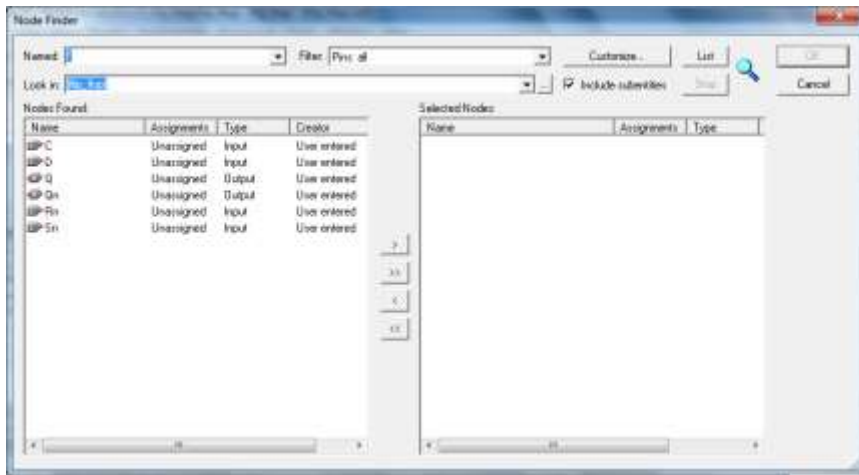 Node Finder
Named:
Filter: Pins: all
Customize...
List
OK
Look in:
Include subentities
Stop
Cancel
Nodes Found:
Name Assignments Type Creator
C Unassigned Input User entered
D Unassigned Input User entered
Q Unassigned Output User entered
Qn Unassigned Output User entered
Rn Unassigned Input User entered
Sn Unassigned Input User entered
>
>>
<
<<
Selected Nodes:
Name Assignments Type